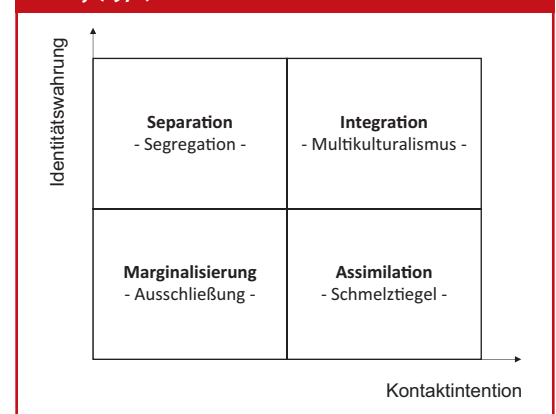 Identitätswahrung
Separation
- Segregation -
Integration
- Multikulturalismus -
Marginalisierung
- Ausschließung -
Assimilation
- Schmelztiegel -
Kontaktintention